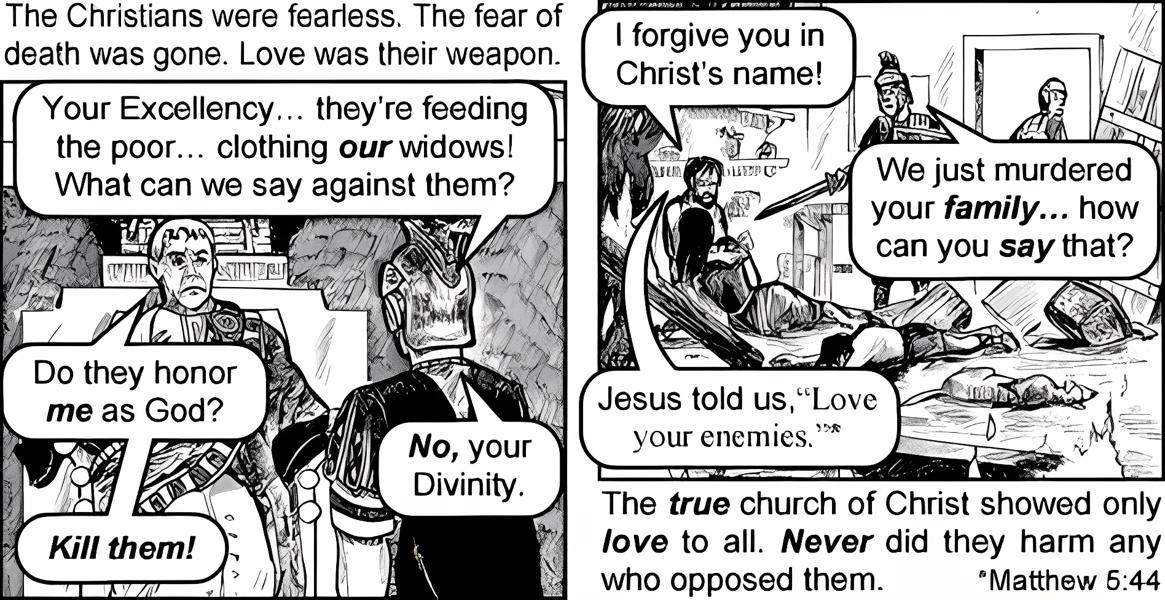 The Christians were fearless. The fear of
death was gone. Love was their weapon.
Your Excellency... they're feeding
the poor... clothing our widows!
What can we say against them?
Do they honor
me as God?
No, your
Divinity.
Kill them!
I forgive you in
Christ's name!
We just murdered
your family... how
can you say that?
Jesus told us, “Love
your enemies.”*
The true church of Christ showed only
love to all. Never did they harm any
who opposed them. *Matthew 5:44